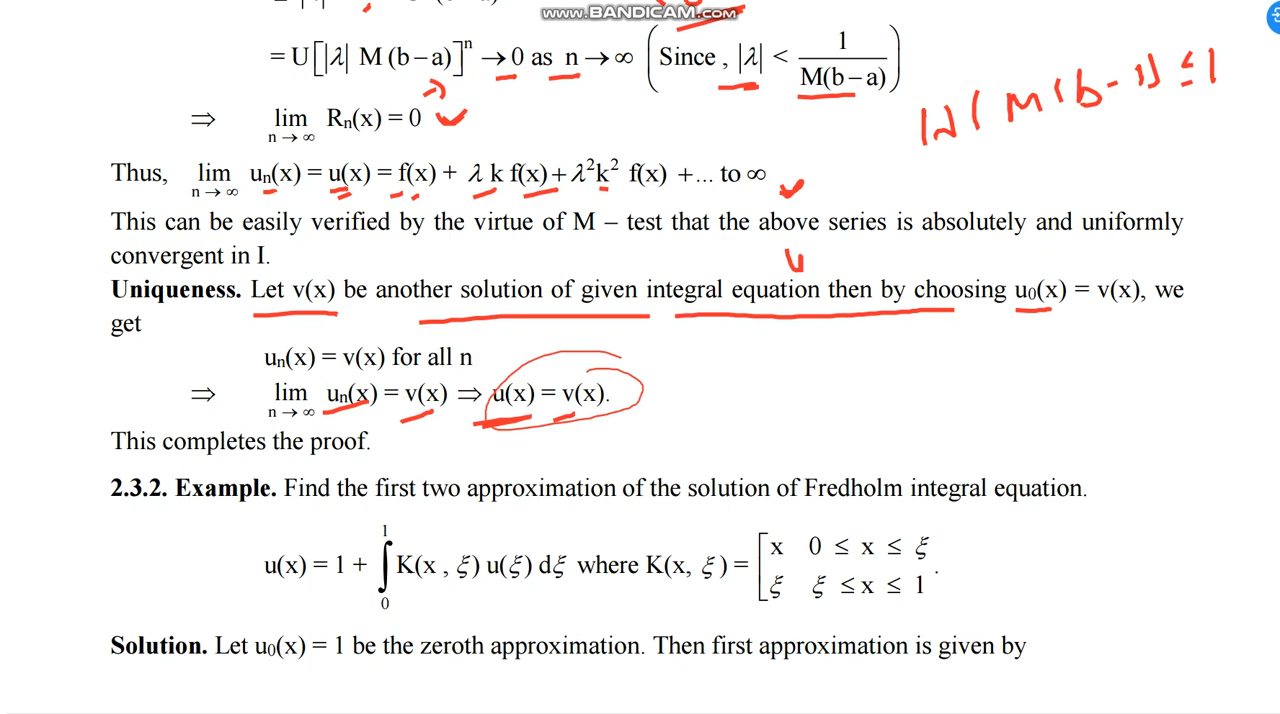 www.BANDICAM.com
= U[|λ| M (b – a)]ⁿ → 0 as n → ∞ (Since , |λ| < 1/M(b – a))
|λ| M (b -
⇒ lim n → ∞ Rₙ(x) = 0
Thus, lim n → ∞ uₙ(x) = u(x) = f(x) + λ k f(x) + λ²k² f(x) + ... to ∞
This can be easily verified by the virtue of M – test that the above series is absolutely and uniformly
convergent in I.
Uniqueness. Let v(x) be another solution of given integral equation then by choosing u₀(x) = v(x), we
get
uₙ(x) = v(x) for all n
⇒ lim n → ∞ uₙ(x) = v(x) ⇒ u(x) = v(x).
This completes the proof.
2.3.2. Example. Find the first two approximation of the solution of Fredholm integral equation.
u(x) = 1 + ∫₀¹ K(x , ξ) u(ξ) dξ where K(x, ξ) = [x 0 ≤ x ≤ ξ
ξ ξ ≤ x ≤ 1 .
Solution. Let u₀(x) = 1 be the zeroth approximation. Then first approximation is given by